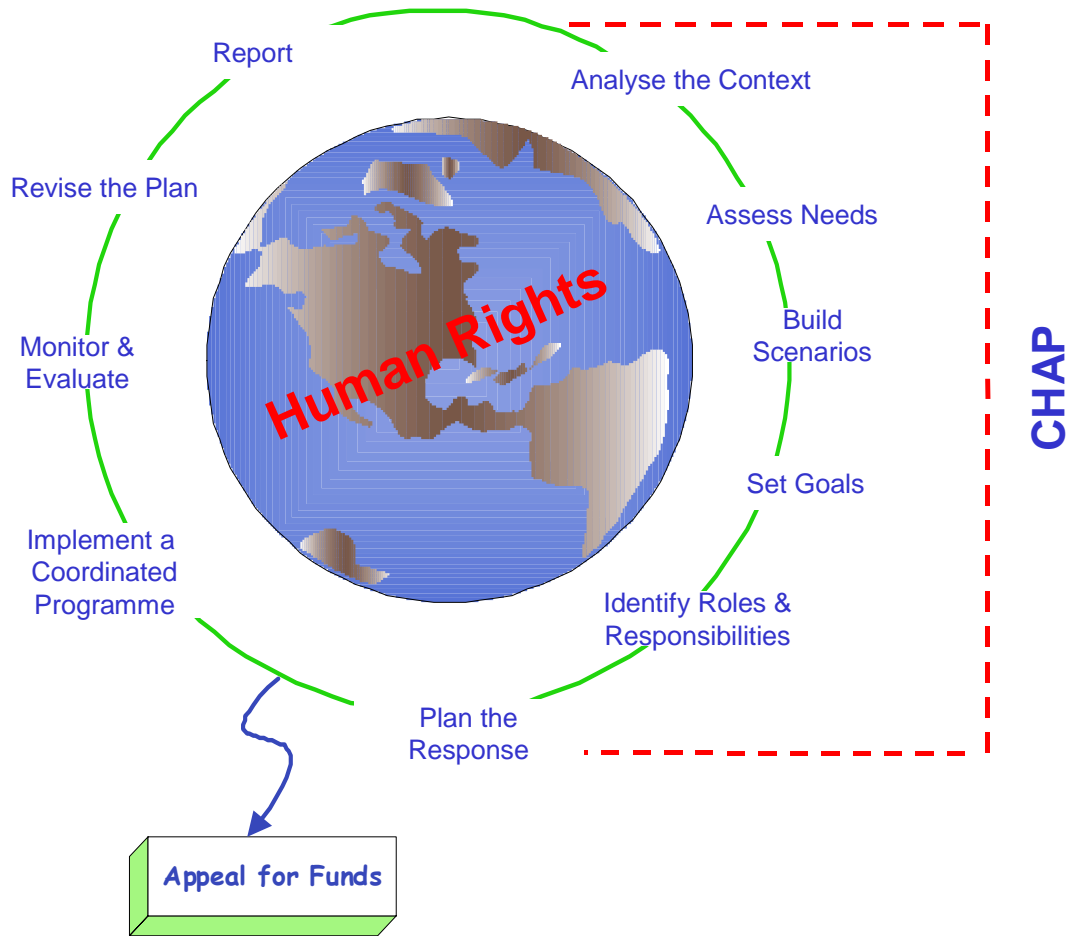 Report
Analyse the Context
Revise the Plan
Assess Needs
Human Rights
Build
Scenarios
CHAP
Monitor &
Evaluate
Set Goals
Implement a
Coordinated
Programme
Identify Roles &
Responsibilities
Plan the
Response
Appeal for Funds